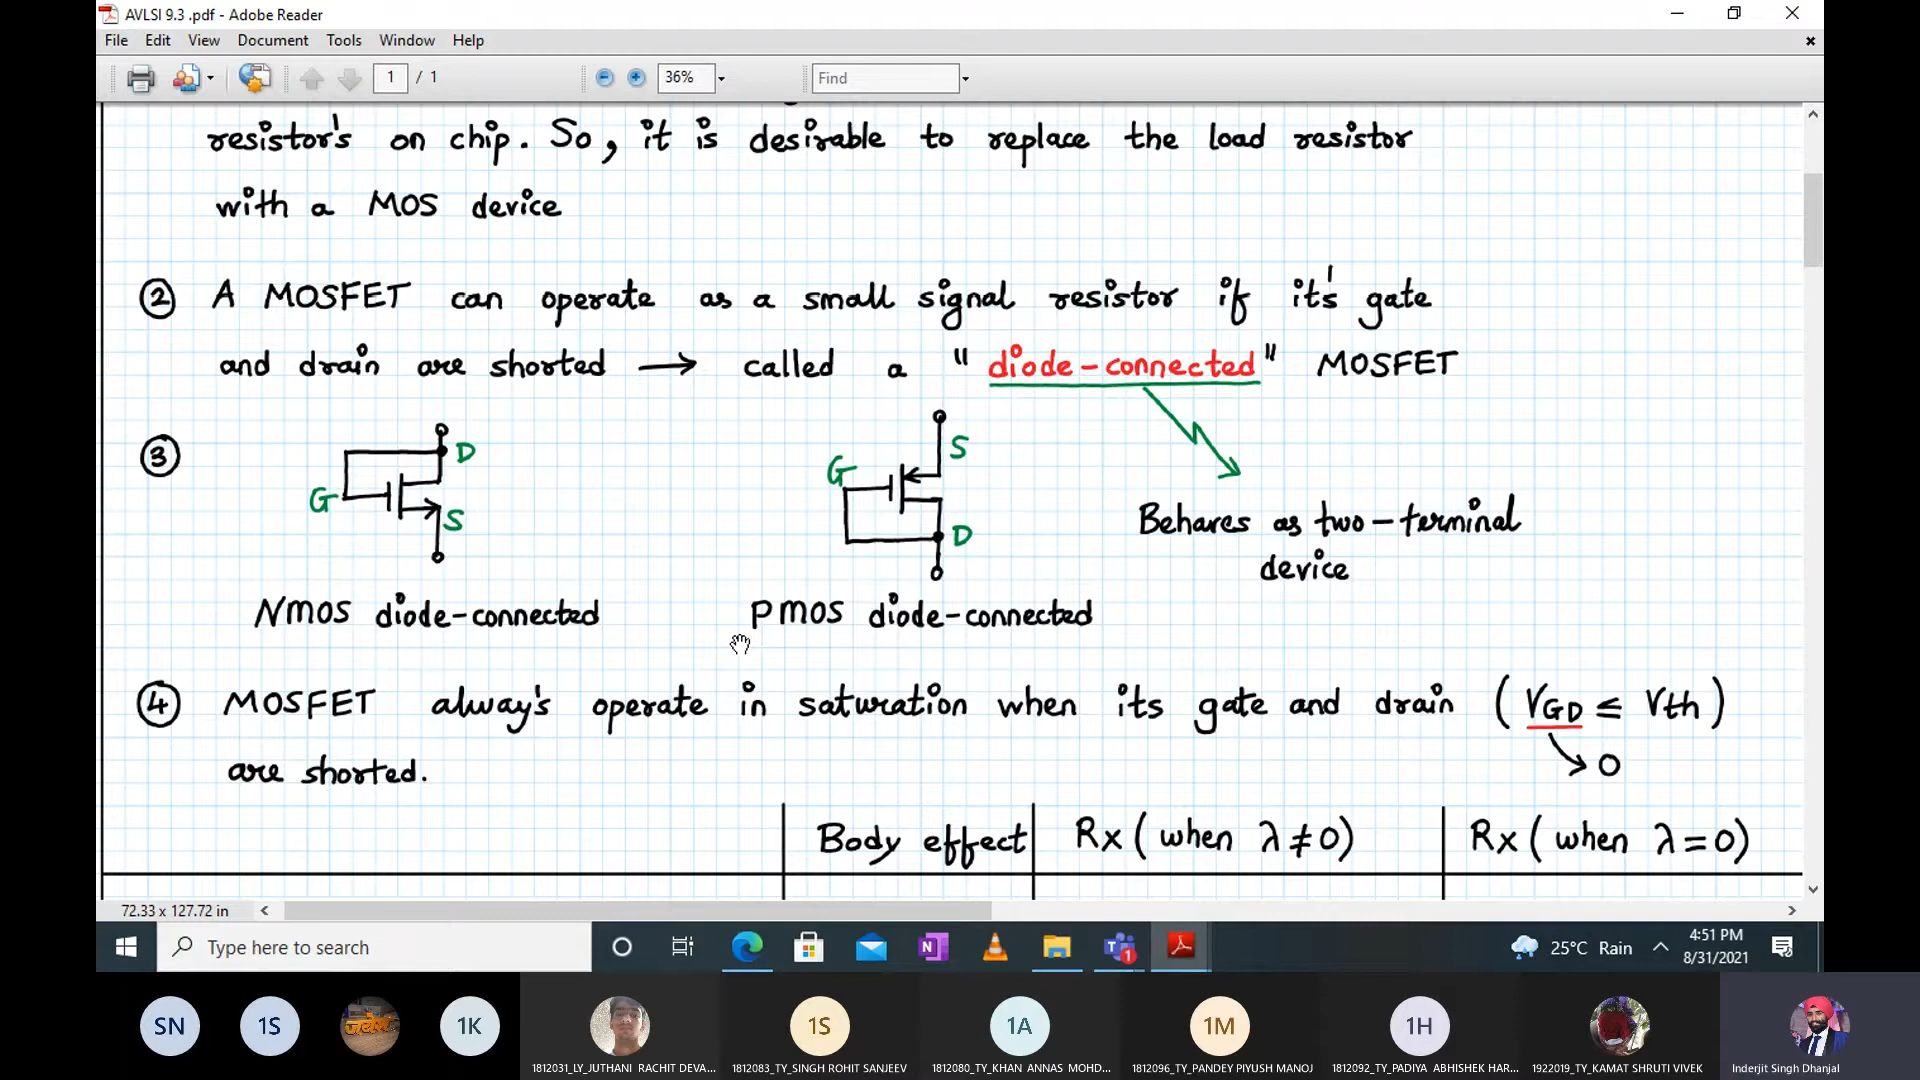 AVLSI 9.3 .pdf - Adobe Reader
File Edit View Document Tools Window Help
1 / 1 36% Find
resistor's on chip. So, it is desirable to replace the load resistor
with a MOS device
② A MOSFET can operate as a small signal resistor if it's gate
and drain are shorted → called a "diode-connected" MOSFET
③
D
G
S
S
G
D
Behaves as two-terminal
device
NMOS diode-connected
PMOS diode-connected
④ MOSFET always's operate in saturation when its gate and drain (VGD ≤ Vth)
→ 0
are shorted.
Body effect Rx (when λ ≠ 0) Rx (when λ = 0)
72.33 x 127.72 in
Type here to search
1
25°C Rain
4:51 PM
8/31/2021
SN 1S 1K 1S 1A 1M 1H
1812031_LY_JUTHANI RACHIT DEVA... 1812083_TY_SINGH ROHIT SANJEEV 1812080_TY_KHAN ANNAS MOHD... 1812096_TY_PANDEY PIYUSH MANOJ 1812092_TY_PADIYA ABHISHEK HAR... 1922019_TY_KAMAT SHRUTI VIVEK Inderjit Singh Dhanjal